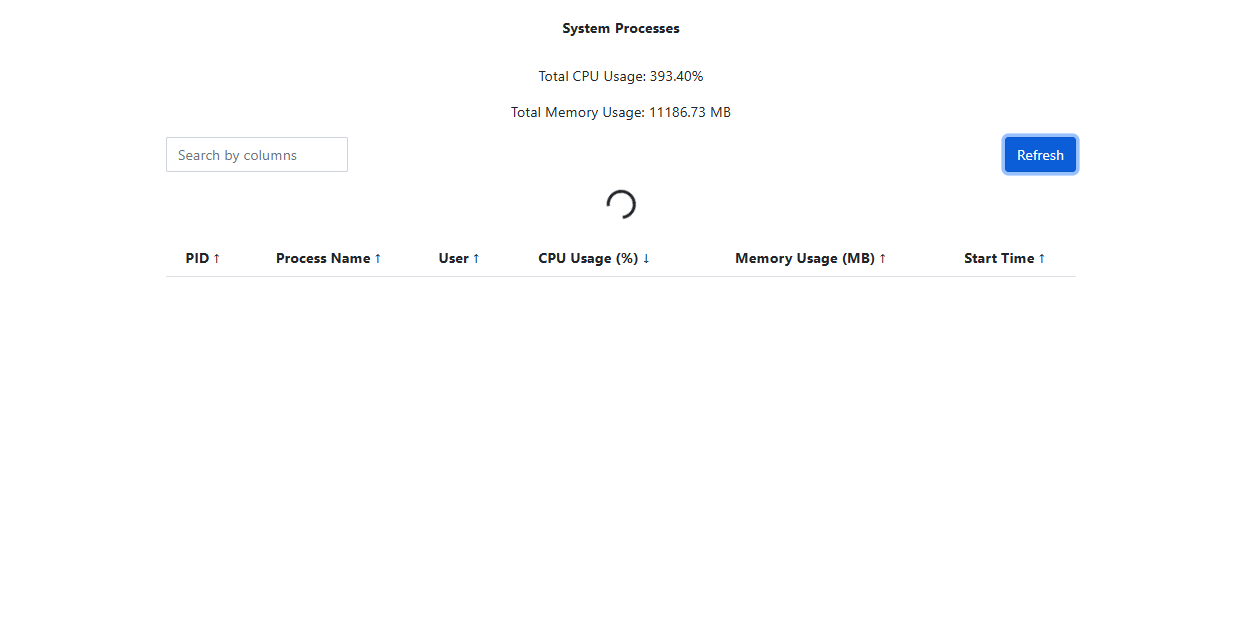 System Processes
Total CPU Usage: 393.40%
Total Memory Usage: 11186.73 MB
Search by columns
Refresh
PID ↑ Process Name ↑ User ↑ CPU Usage (%) ↓ Memory Usage (MB) ↑ Start Time ↑